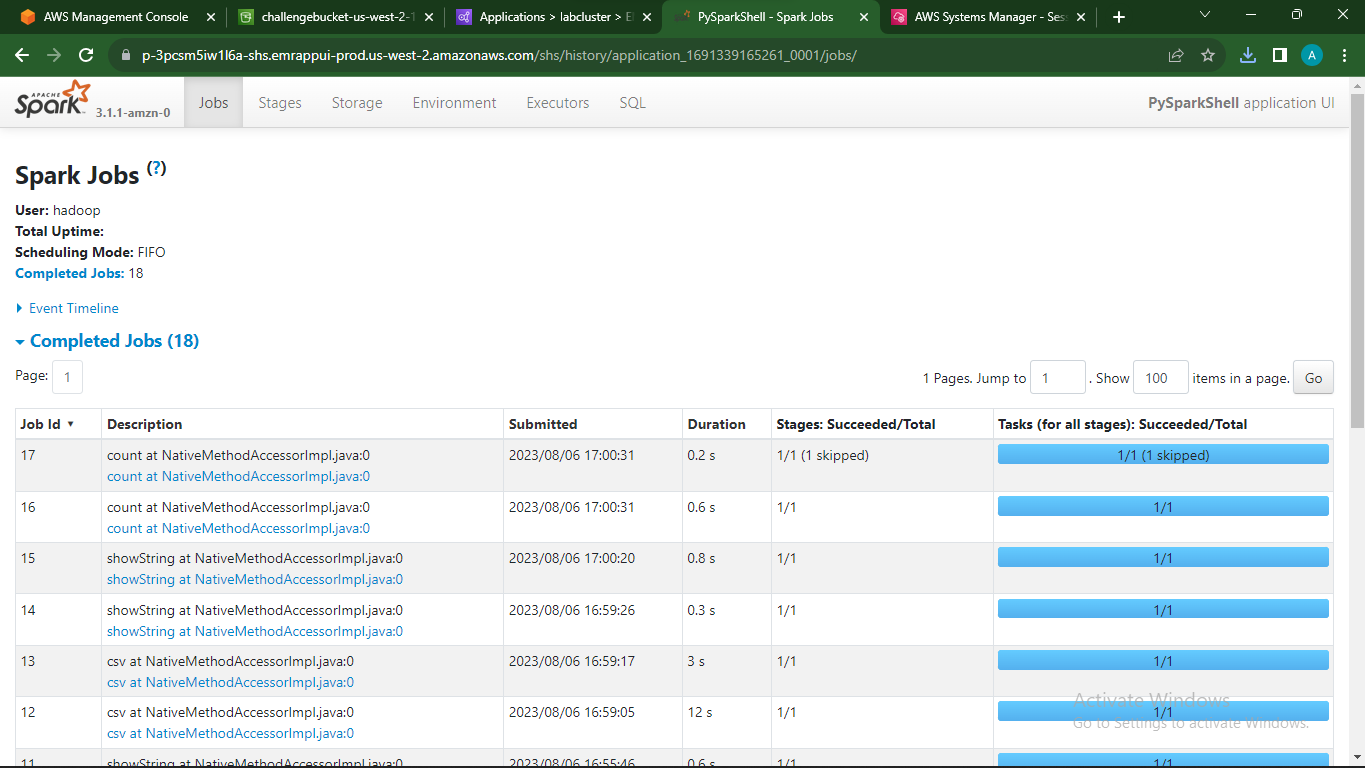 AWS Management Console
challengebucket-us-west-2-1
Applications > labcluster > E
PySparkShell - Spark Jobs
AWS Systems Manager - Ses
p-3pcsm5iw1l6a-shs.emrappui-prod.us-west-2.amazonaws.com/shs/history/application_1691339165261_0001/jobs/
A
APACHE
Spark 3.1.1-amzn-0
Jobs Stages Storage Environment Executors SQL
PySparkShell application UI
Spark Jobs (?)
User: hadoop
Total Uptime:
Scheduling Mode: FIFO
Completed Jobs: 18
Event Timeline
Completed Jobs (18)
Page: 1
1 Pages. Jump to 1 . Show 100 items in a page. Go
Job Id ▾ Description Submitted Duration Stages: Succeeded/Total Tasks (for all stages): Succeeded/Total
17 count at NativeMethodAccessorImpl.java:0 2023/08/06 17:00:31 0.2 s 1/1 (1 skipped) 1/1 (1 skipped)
count at NativeMethodAccessorImpl.java:0
16 count at NativeMethodAccessorImpl.java:0 2023/08/06 17:00:31 0.6 s 1/1 1/1
count at NativeMethodAccessorImpl.java:0
15 showString at NativeMethodAccessorImpl.java:0 2023/08/06 17:00:20 0.8 s 1/1 1/1
showString at NativeMethodAccessorImpl.java:0
14 showString at NativeMethodAccessorImpl.java:0 2023/08/06 16:59:26 0.3 s 1/1 1/1
showString at NativeMethodAccessorImpl.java:0
13 csv at NativeMethodAccessorImpl.java:0 2023/08/06 16:59:17 3 s 1/1 1/1
csv at NativeMethodAccessorImpl.java:0
12 csv at NativeMethodAccessorImpl.java:0 2023/08/06 16:59:05 12 s 1/1 1/1
csv at NativeMethodAccessorImpl.java:0
Activate Windows
Go to Settings to activate Windows.
11 showString at NativeMethodAccessorImpl.java:0 2023/08/06 16:55:46 0.6 s 1/1 1/1